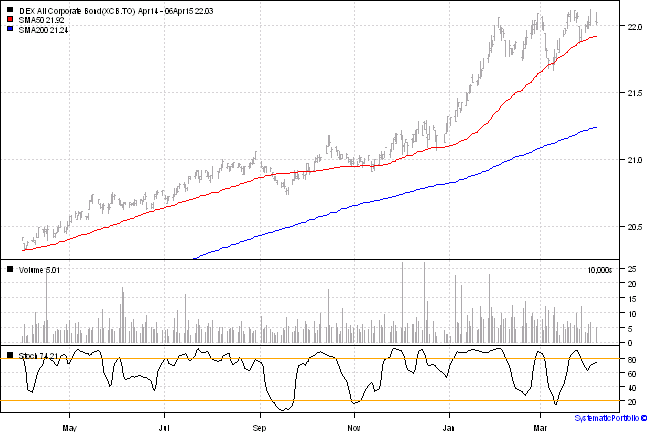 DEX All Corporate Bond(XCB.TO) Apr14 - 06Apr15 22.03
SMA50 21.92
SMA200 21.24
22.0
21.5
21.0
20.5
Volume 5.01
10,000s
25
20
15
10
5
0
Stoch 74.21
80
60
40
20
May Jul Sep Nov Jan Mar
SystematicPortfolio ©